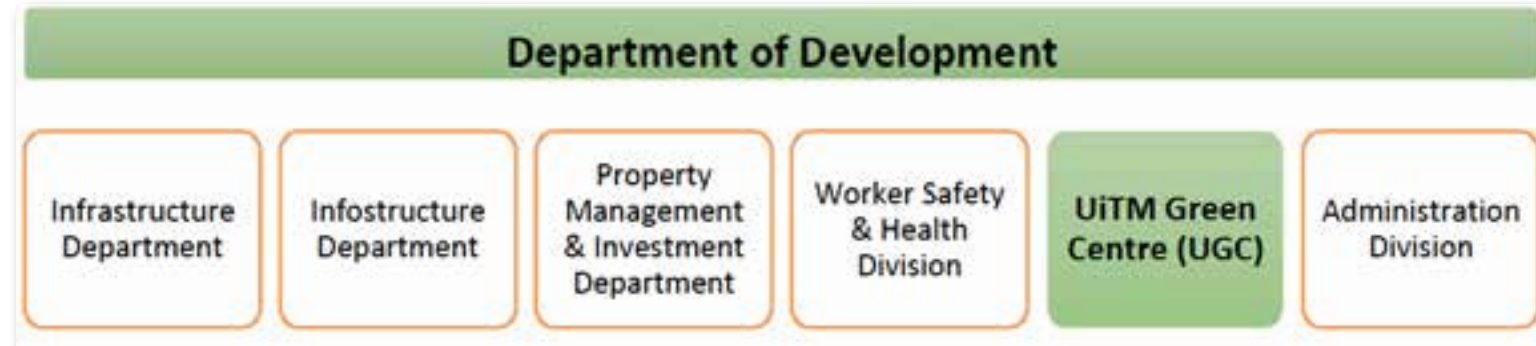 Department of Development
Infrastructure
Department
Infostructure
Department
Property
Management
& Investment
Department
Worker Safety
& Health
Division
UiTM Green
Centre (UGC)
Administration
Division